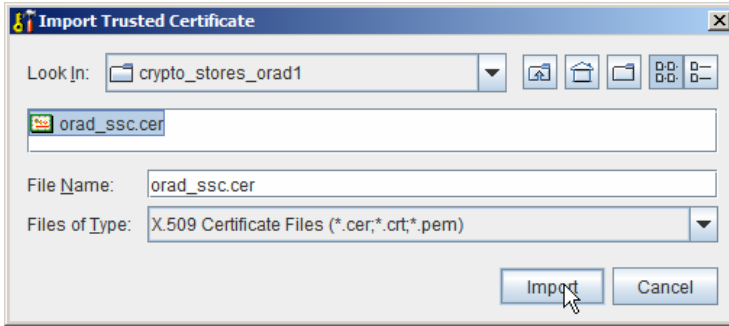 Import Trusted Certificate
Look In: crypto_stores_orad1
orad_ssc.cer
File Name: orad_ssc.cer
Files of Type: X.509 Certificate Files (*.cer;*.crt;*.pem)
Import Cancel